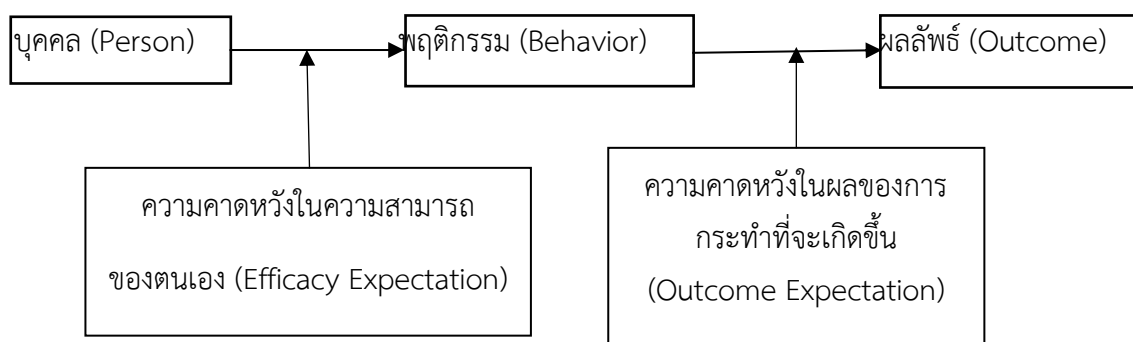 บุคคล (Person)
พฤติกรรม (Behavior)
ผลลัพธ์ (Outcome)
ความคาดหวังในความสามารถ
ของตนเอง (Efficacy Expectation)
ความคาดหวังในผลของการ
กระทำที่จะเกิดขึ้น
(Outcome Expectation)